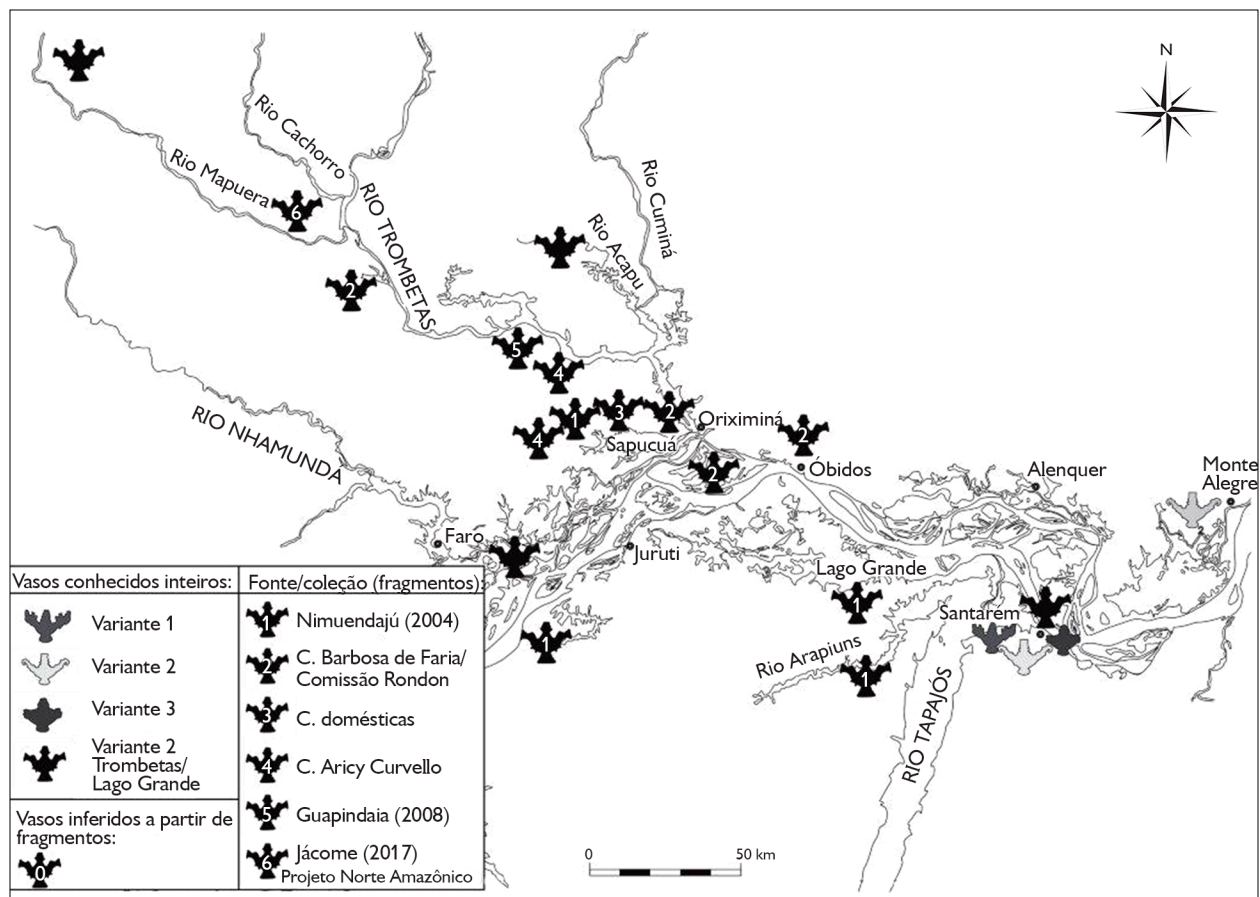 N
Rio Cachorro
Rio Mapuera
6
RIO TROMBETAS
Rio Cuminá
Rio Acapu
2
5
4
RIO NHAMUNDÁ
4
1
3
2
Oriximiná
Sapucuá
2
2
Óbidos
Alenquer
Monte
Alegre
Faro
Juruti
Lago Grande
1
Santarem
1
Rio Arapiuns
1
RIO TAPAJÓS
Vasos conhecidos inteiros:
Variante 1
Variante 2
Variante 3
Variante 2
Trombetas/
Lago Grande
Vasos inferidos a partir de
fragmentos:
0
Fonte/coleção (fragmentos):
1 Nimuendajú (2004)
2 C. Barbosa de Faria/
Comissão Rondon
3 C. domésticas
4 C. Aricy Curvello
5 Guapindaia (2008)
6 Jácome (2017)
Projeto Norte Amazônico
0 50 km